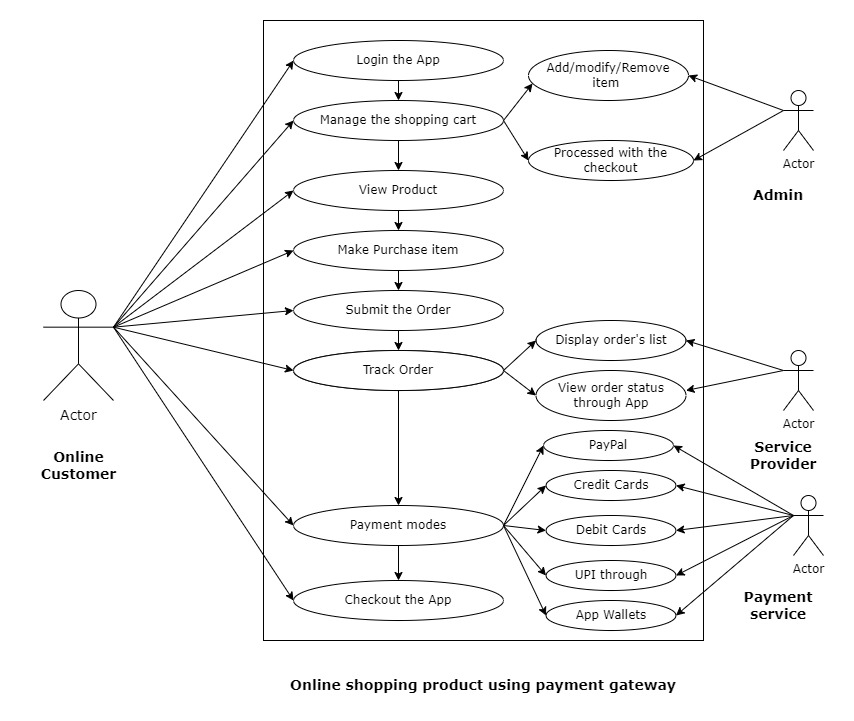 Login the App
Manage the shopping cart
View Product
Make Purchase item
Submit the Order
Track Order
Payment modes
Checkout the App
Add/modify/Remove
item
Processed with the
checkout
Display order's list
View order status
through App
PayPal
Credit Cards
Debit Cards
UPI through
App Wallets
Actor
Online
Customer
Actor
Admin
Actor
Service
Provider
Actor
Payment
service
Online shopping product using payment gateway